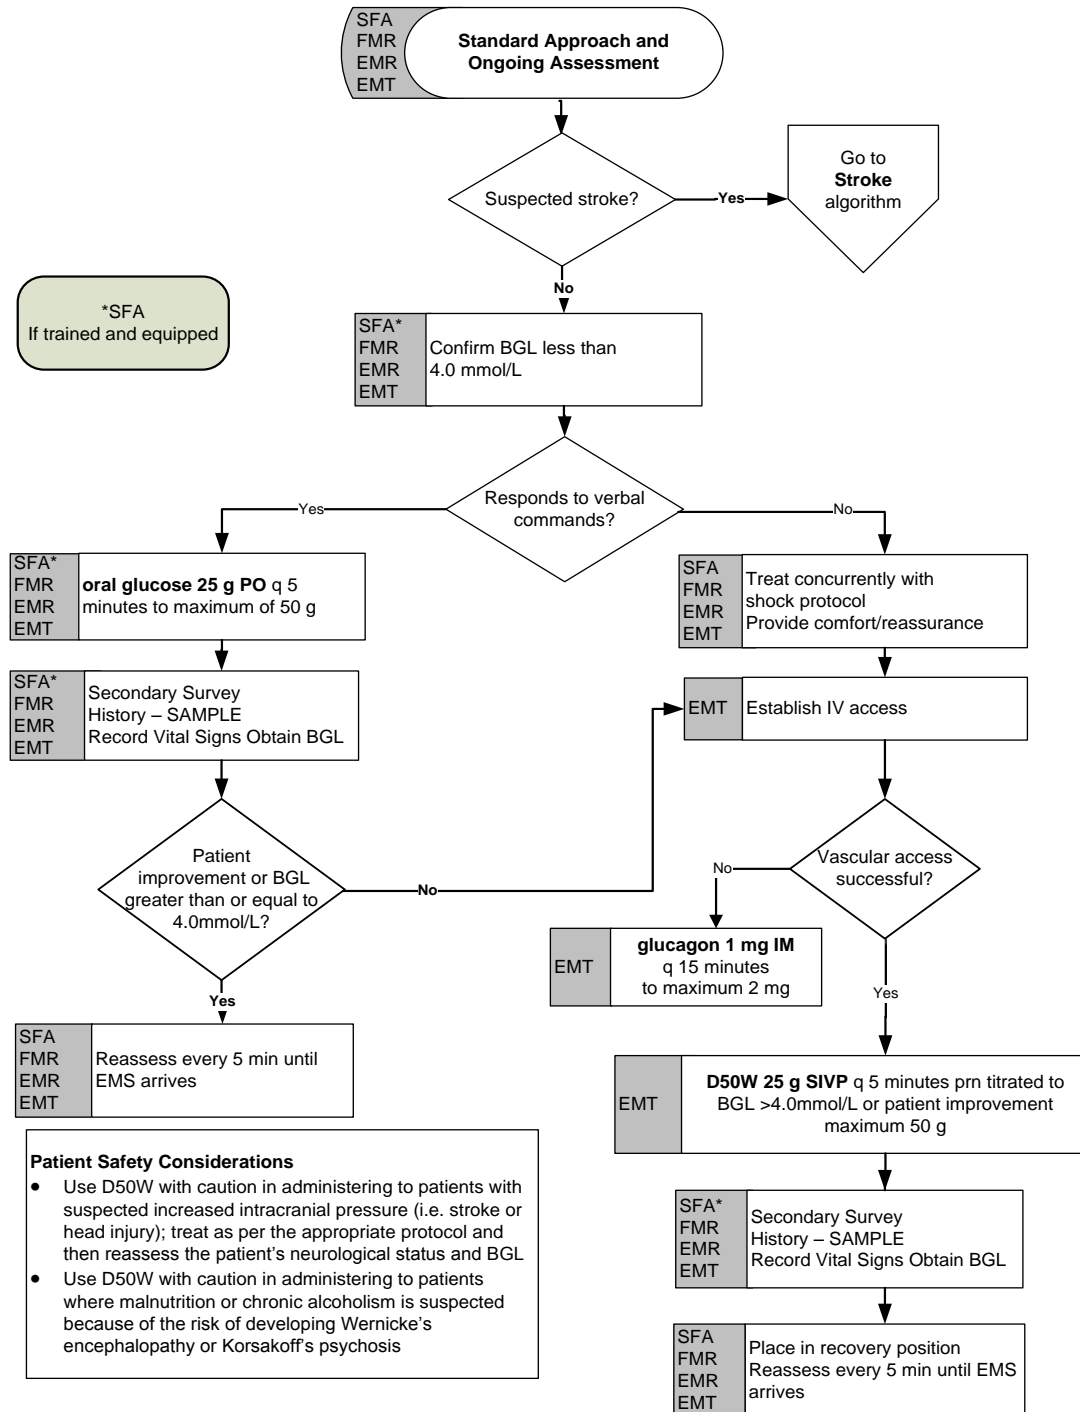 SFA
FMR
EMR
EMT
Standard Approach and
Ongoing Assessment
Suspected stroke?
Yes
Go to
Stroke
algorithm
No
*SFA
If trained and equipped
SFA*
FMR
EMR
EMT
Confirm BGL less than
4.0 mmol/L
Responds to verbal
commands?
Yes
No
SFA*
FMR
EMR
EMT
oral glucose 25 g PO q 5
minutes to maximum of 50 g
SFA
FMR
EMR
EMT
Treat concurrently with
shock protocol
Provide comfort/reassurance
SFA*
FMR
EMR
EMT
Secondary Survey
History – SAMPLE
Record Vital Signs Obtain BGL
EMT
Establish IV access
Patient
improvement or BGL
greater than or equal to
4.0mmol/L?
No
Vascular access
successful?
No
EMT
glucagon 1 mg IM
q 15 minutes
to maximum 2 mg
Yes
Yes
SFA
FMR
EMR
EMT
Reassess every 5 min until
EMS arrives
EMT
D50W 25 g SIVP q 5 minutes prn titrated to
BGL >4.0mmol/L or patient improvement
maximum 50 g
Patient Safety Considerations
• Use D50W with caution in administering to patients with
suspected increased intracranial pressure (i.e. stroke or
head injury); treat as per the appropriate protocol and
then reassess the patient's neurological status and BGL
• Use D50W with caution in administering to patients
where malnutrition or chronic alcoholism is suspected
because of the risk of developing Wernicke's
encephalopathy or Korsakoff's psychosis
SFA*
FMR
EMR
EMT
Secondary Survey
History – SAMPLE
Record Vital Signs Obtain BGL
SFA
FMR
EMR
EMT
Place in recovery position
Reassess every 5 min until EMS
arrives